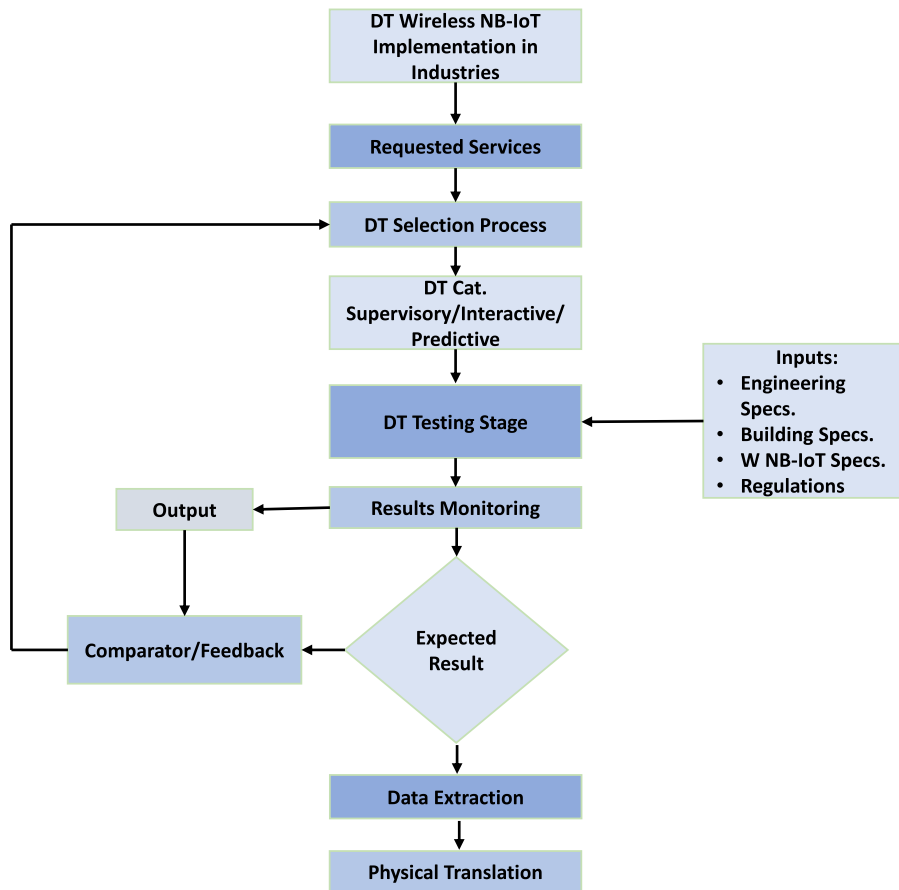 DT Wireless NB-IoT
Implementation in
Industries
Requested Services
DT Selection Process
DT Cat.
Supervisory/Interactive/
Predictive
Inputs:
• Engineering
Specs.
• Building Specs.
• W NB-IoT Specs.
• Regulations
DT Testing Stage
Results Monitoring
Output
Expected
Result
Comparator/Feedback
Data Extraction
Physical Translation